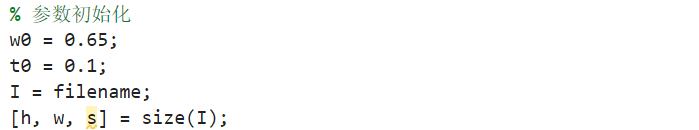 % 参数初始化
w0 = 0.65;
t0 = 0.1;
I = filename;
[h, w, s] = size(I);